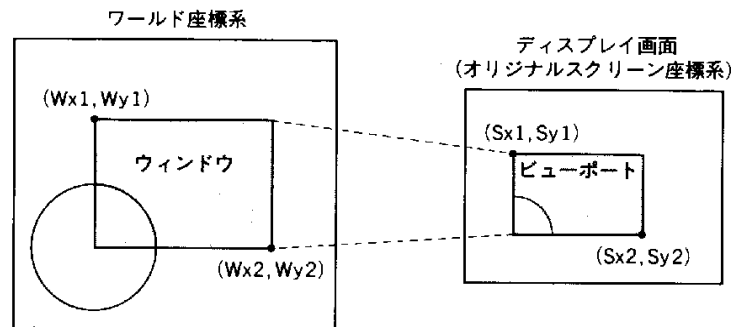 ワールド座標系
ディスプレイ画面
(オリジナルスクリーン座標系)
(Wx1,Wy1)
(Sx1,Sy1)
ウィンドウ
ビューポート
(Wx2,Wy2)
(Sx2,Sy2)